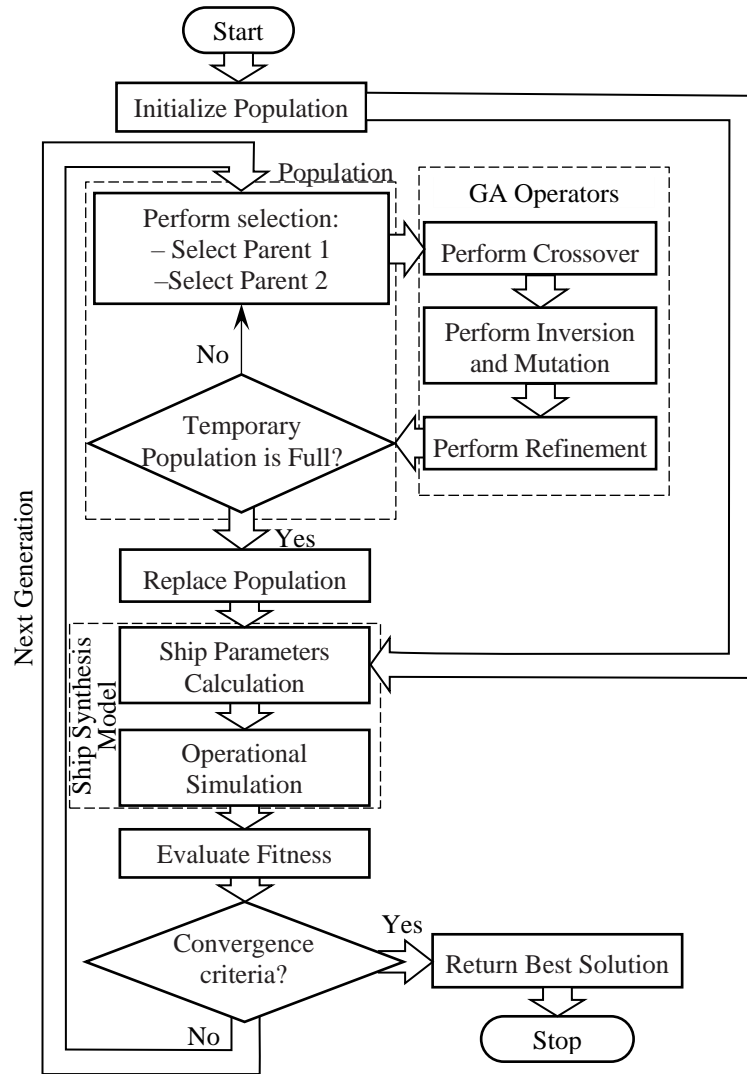 Start
Initialize Population
Population
GA Operators
Perform selection:
– Select Parent 1
–Select Parent 2
Perform Crossover
Perform Inversion
and Mutation
Perform Refinement
No
Temporary
Population is Full?
Yes
Replace Population
Next Generation
Ship Synthesis
Model
Ship Parameters
Calculation
Operational
Simulation
Evaluate Fitness
Convergence
criteria?
Yes
Return Best Solution
No
Stop